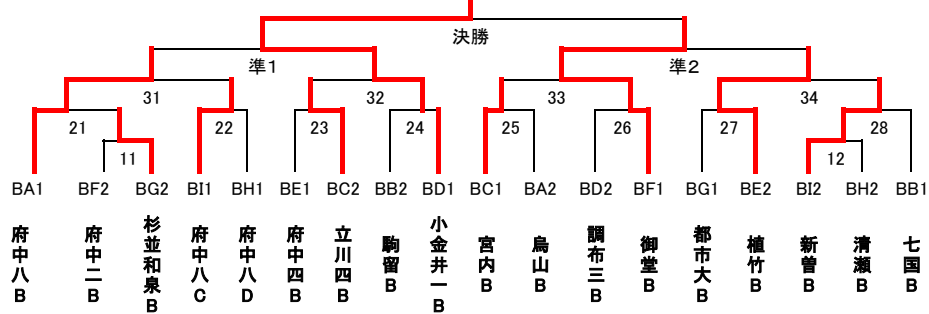 決勝
準1 準2
31 32 33 34
21 22 23 24 25 26 27 28
11 12
BA1 BF2 BG2 BI1 BH1 BE1 BC2 BB2 BD1 BC1 BA2 BD2 BF1 BG1 BE2 BI2 BH2 BB1
府中八B
府中二B
杉並和泉B
府中八C
府中八D
府中四B
立川四B
駒留B
小金井一B
宮内B
烏山B
調布三B
御堂B
都市大B
植竹B
新曽B
清瀬B
七国B